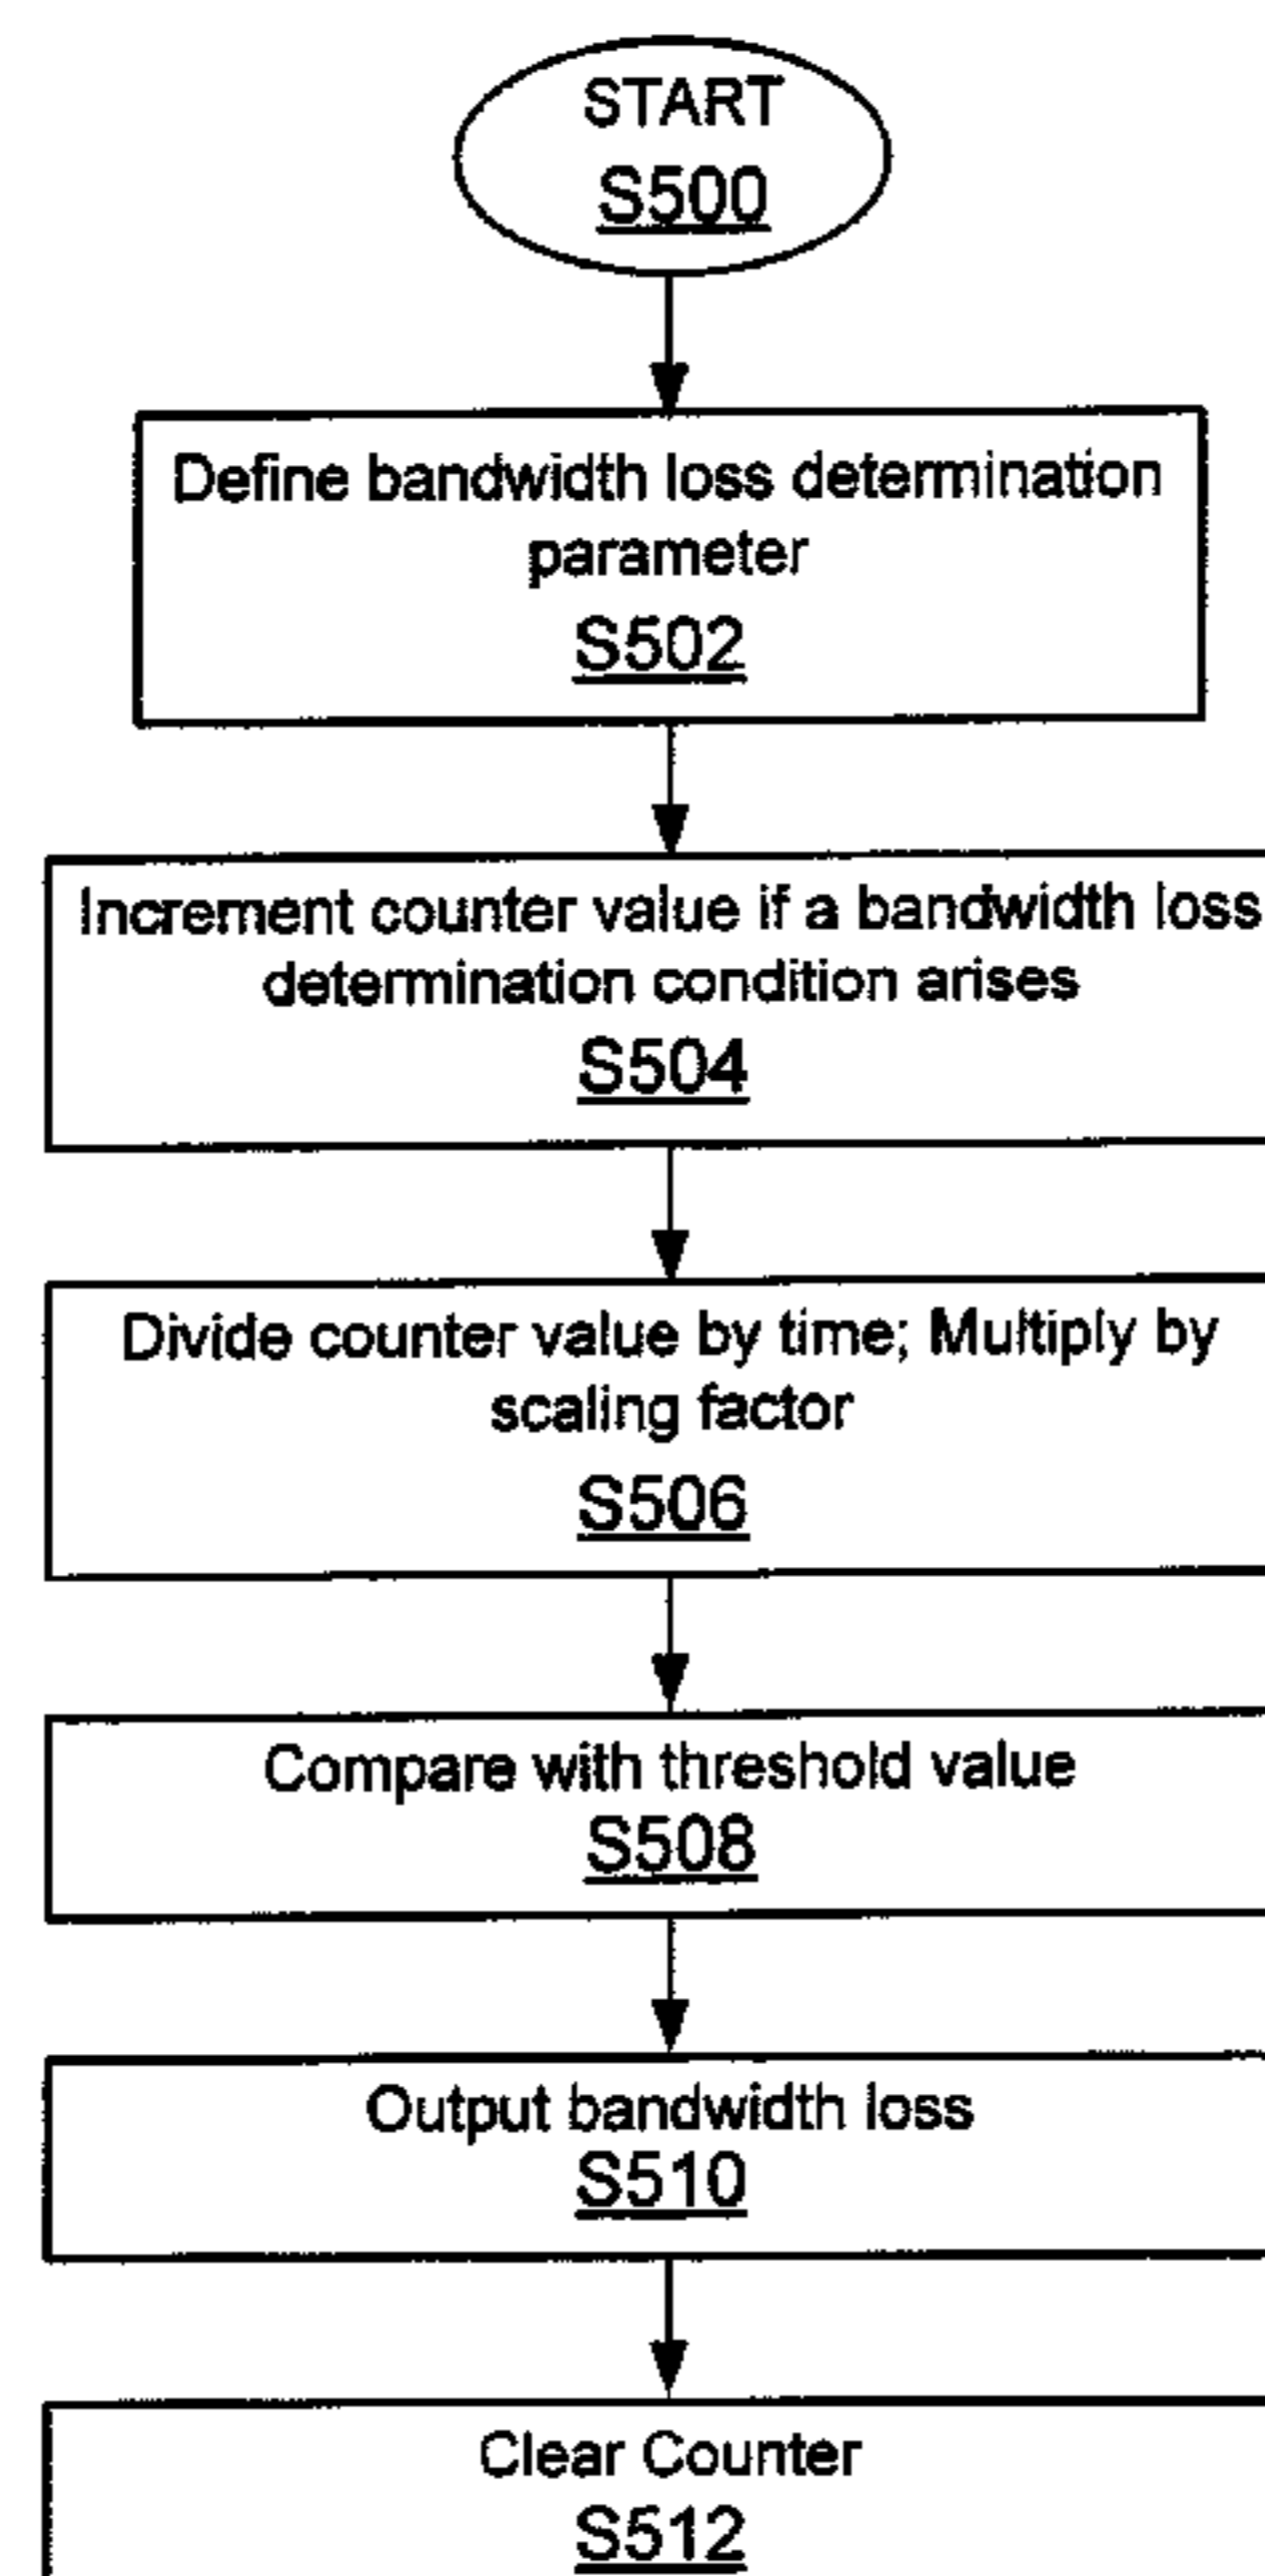 START
S500
Define bandwidth loss determination
parameter
S502
Increment counter value if a bandwidth loss
determination condition arises
S504
Divide counter value by time; Multiply by
scaling factor
S506
Compare with threshold value
S508
Output bandwidth loss
S510
Clear Counter
S512